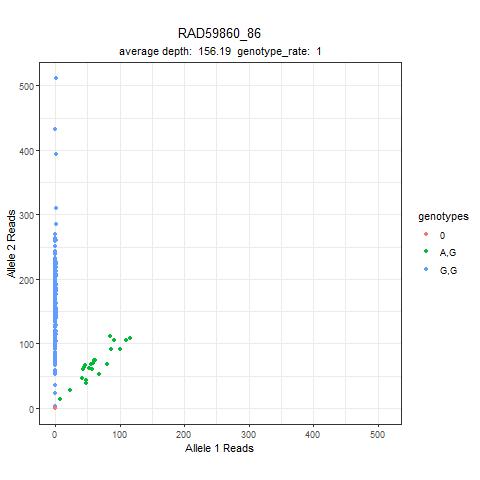 RAD59860_86
average depth:  156.19  genotype_rate:  1
500
400
300
200
100
0
Allele 2 Reads
0 100 200 300 400 500
Allele 1 Reads
genotypes
0
A,G
G,G